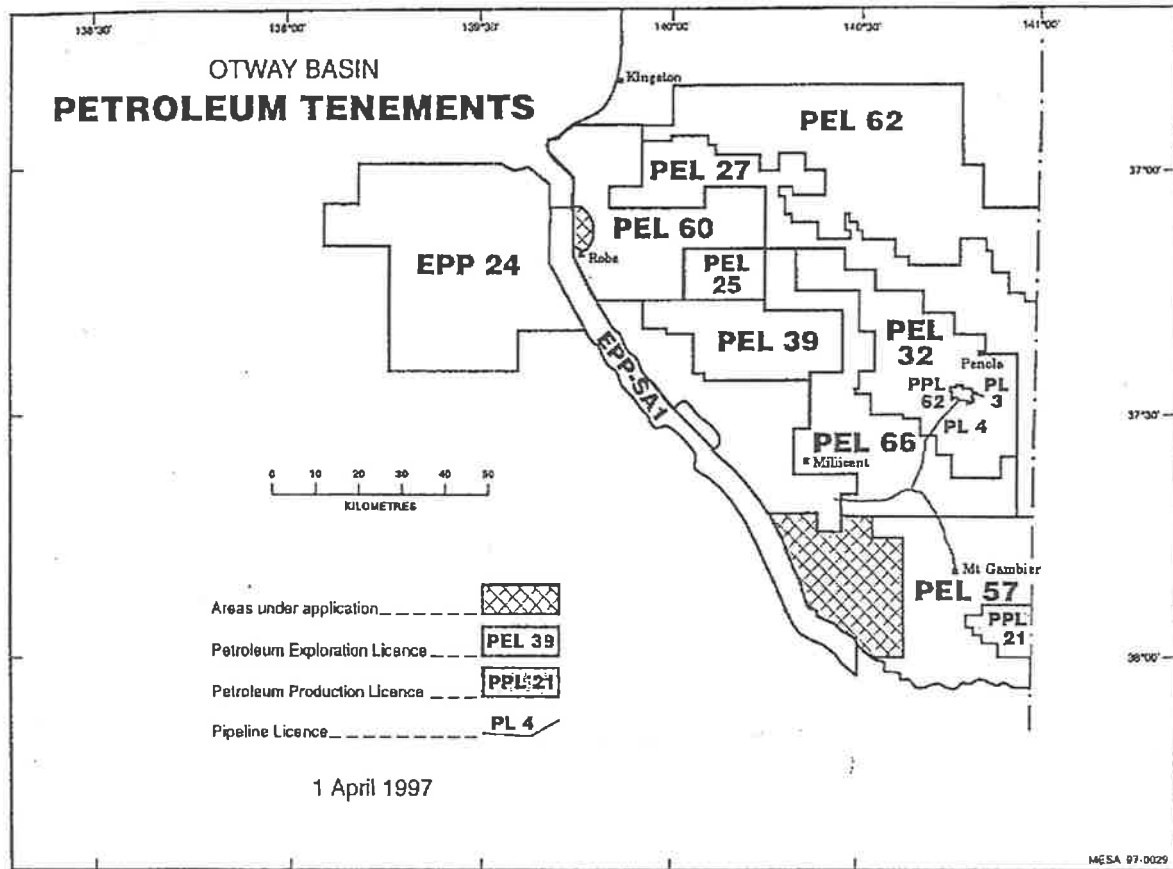 138°30'
139°00'
139°30'
140°00'
140°30'
141°00'
OTWAY BASIN
PETROLEUM TENEMENTS
Kingston
PEL 62
PEL 27
37°00'
PEL 60
EPP 24
Robe
PEL
25
EPP-SA1
PEL 39
PEL
32
Penola
PPL
62
PL
3
PL 4
37°30'
PEL 66
Millicent
0 10 20 30 40 50
KILOMETRES
Mt Gambier
PEL 57
PPL
21
38°00'
Areas under application
Petroleum Exploration Licence
PEL 39
Petroleum Production Licence
PPL 21
Pipeline Licence
PL 4
1 April 1997
MESA 97-0029